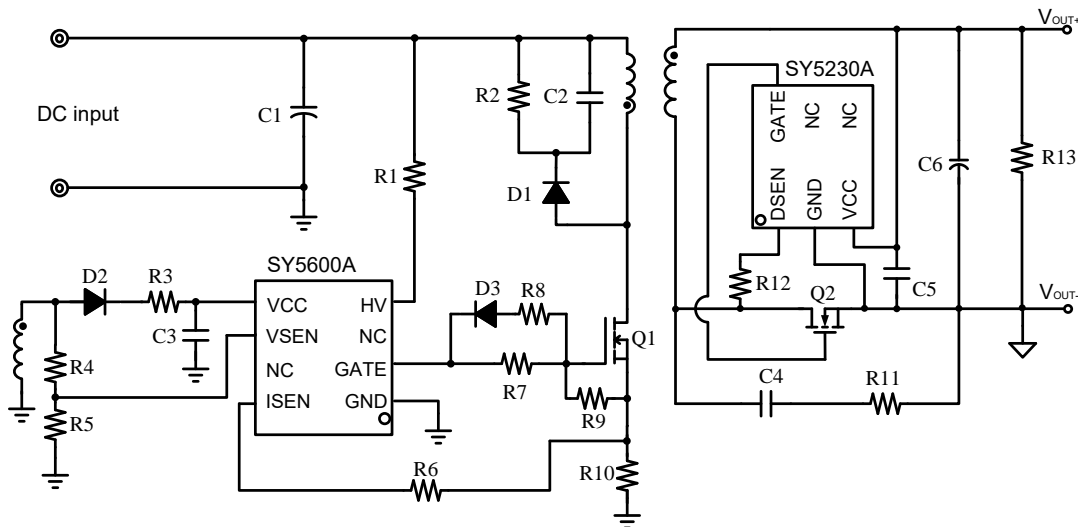 VOUT+
SY5230A
GATE
NC
NC
DSEN
GND
VCC
R2
C2
DC input
C1
R1
D1
C6
R13
R12
C5
Q2
VOUT-
SY5600A
D2
R3
C3
R4
R5
VCC
HV
VSEN
NC
NC
GATE
ISEN
GND
D3
R8
Q1
R7
R9
C4
R11
R6
R10